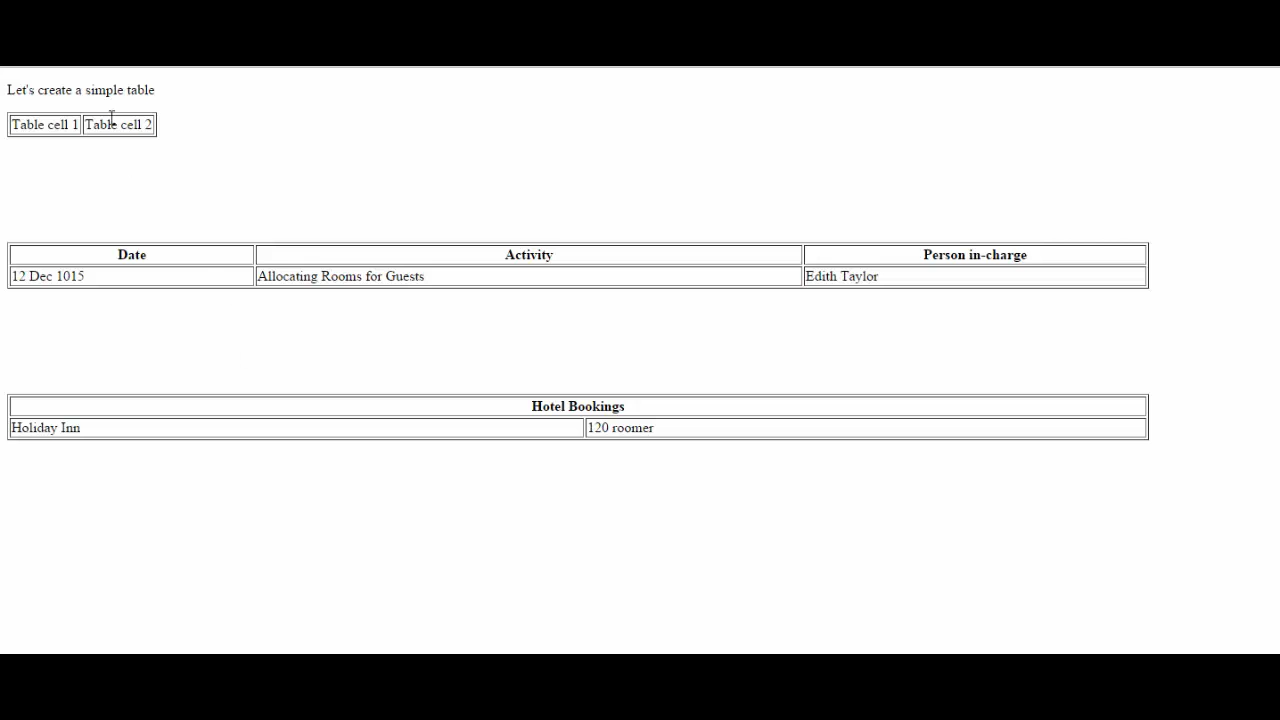 Let's create a simple table
Table cell 1 Table cell 2
Date Activity Person in-charge
12 Dec 1015 Allocating Rooms for Guests Edith Taylor
Hotel Bookings
Holiday Inn 120 roomer